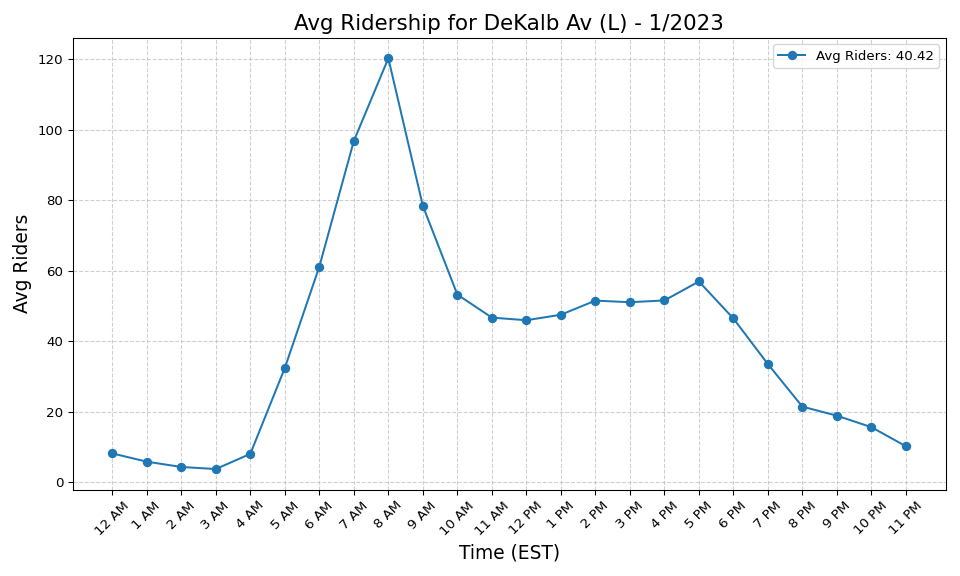 Avg Ridership for DeKalb Av (L) - 1/2023
Avg Riders: 40.42
Avg Riders
120
100
80
60
40
20
0
12 AM
1 AM
2 AM
3 AM
4 AM
5 AM
6 AM
7 AM
8 AM
9 AM
10 AM
11 AM
12 PM
1 PM
2 PM
3 PM
4 PM
5 PM
6 PM
7 PM
8 PM
9 PM
10 PM
11 PM
Time (EST)